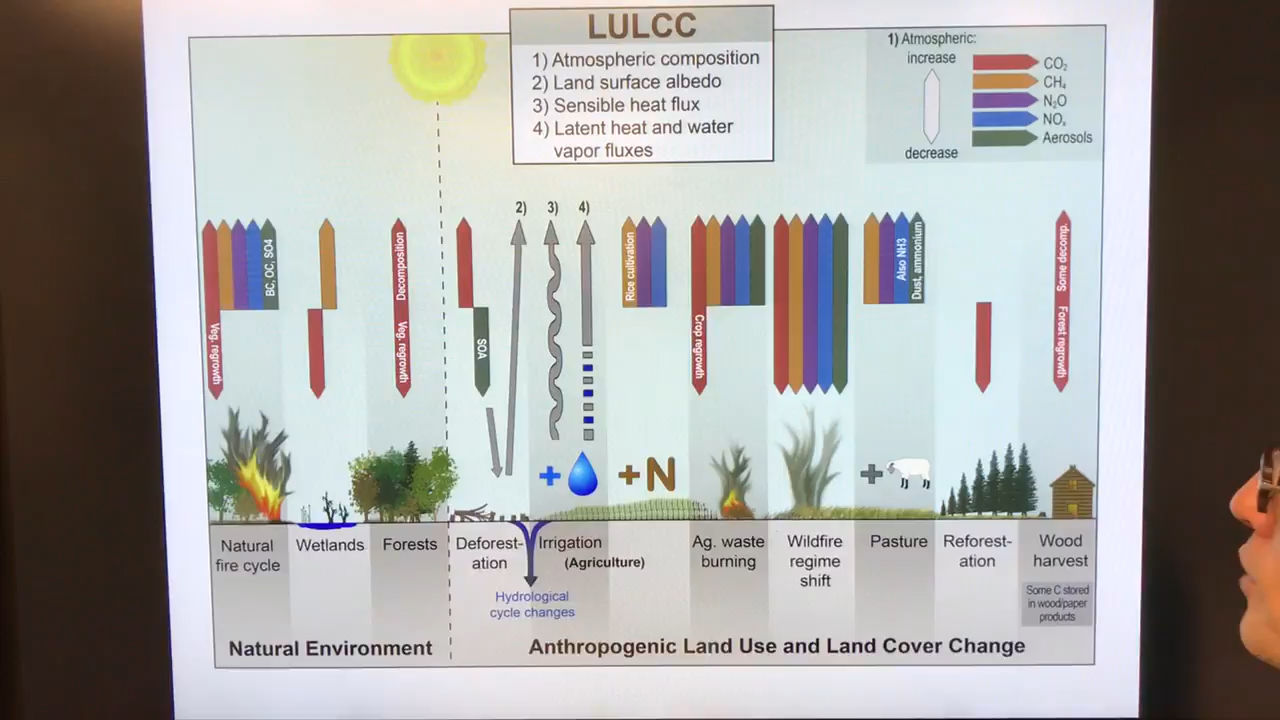 LULCC
1) Atmospheric composition
2) Land surface albedo
3) Sensible heat flux
4) Latent heat and water
vapor fluxes
1) Atmospheric:
increase
decrease
CO₂
CH₄
N₂O
NOₓ
Aerosols
2)
3)
4)
Veg. regrowth
BC, OC, SO4
Decomposition
Veg. regrowth
SOA
Rice cultivation
Crop regrowth
Also NH3
Dust, ammonium
Some decomp.
Forest regrowth
+
+N
+
Natural
fire cycle
Wetlands
Forests
Deforest-
ation
Irrigation
(Agriculture)
Hydrological
cycle changes
Ag. waste
burning
Wildfire
regime
shift
Pasture
Reforest-
ation
Wood
harvest
Some C stored
in wood/paper
products
Natural Environment
Anthropogenic Land Use and Land Cover Change